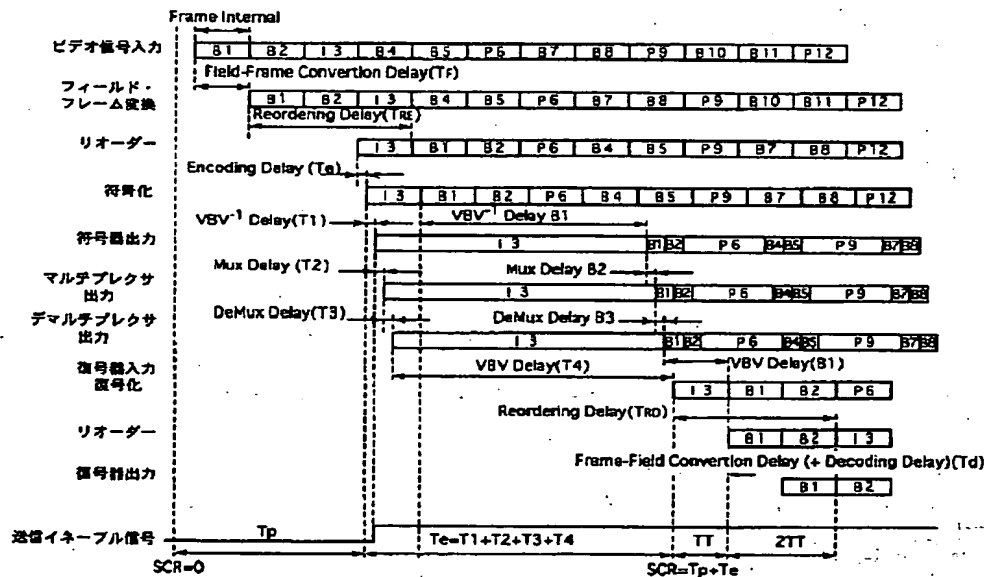 Frame Internal
ビデオ信号入力
B1 B2 I3 B4 B5 P6 B7 B8 P9 B10 B11 P12
Field-Frame Convertion Delay(TF)
フィールド・
フレーム変換
B1 B2 I3 B4 B5 P6 B7 B8 P9 B10 B11 P12
Reordering Delay(TRE)
リオーダー
I3 B1 B2 P6 B4 B5 P9 B7 B8 P12
Encoding Delay (Te)
符号化
I3 B1 B2 P6 B4 B5 P9 B7 B8 P12
VBV⁻¹ Delay(T1)
VBV⁻¹ Delay B1
符号器出力
I3 B1 B2 P6 B4 B5 P9 B7 B8
Mux Delay (T2)
Mux Delay B2
マルチプレクサ
出力
I3 B1 B2 P6 B4 B5 P9 B7 B8
DeMux Delay(T3)
DeMux Delay B3
デマルチプレクサ
出力
I3 B1 B2 P6 B4 B5 P9 B7 B8
VBV Delay(T4)
VBV Delay(B1)
復号器入力
復号化
I3 B1 B2 P6
Reordering Delay(TRD)
リオーダー
B1 B2 I3
Frame-Field Convertion Delay (+ Decoding Delay)(Td)
復号器出力
B1 B2
送信イネーブル信号
Tp
Te=T1+T2+T3+T4
TT
2TT
SCR=0
SCR=Tp+Te